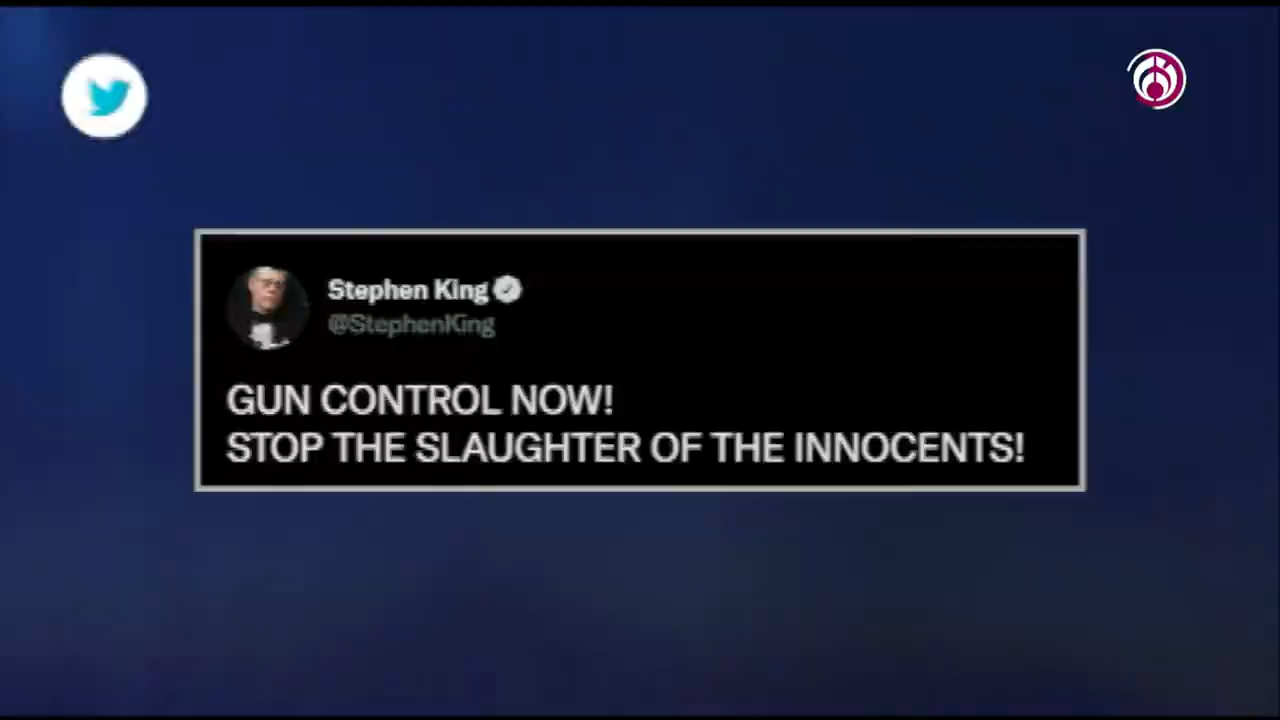 Stephen King
@StephenKing
GUN CONTROL NOW!
STOP THE SLAUGHTER OF THE INNOCENTS!